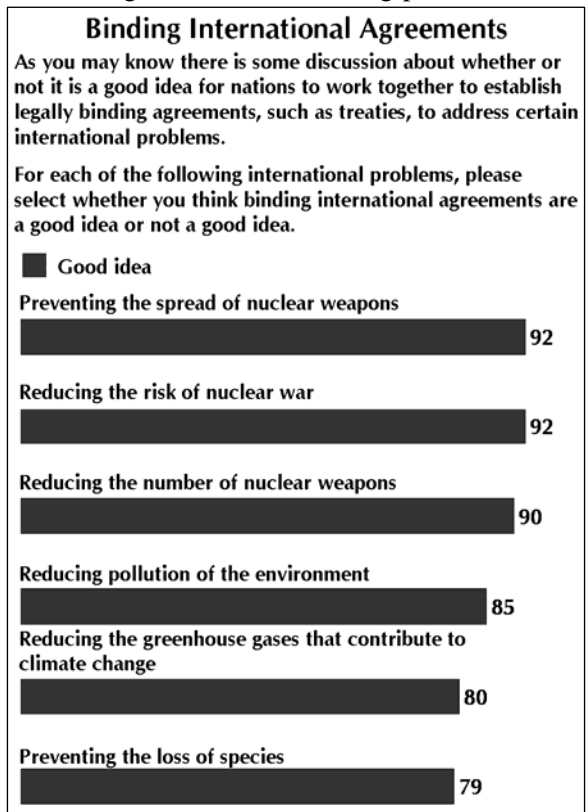 Binding International Agreements
As you may know there is some discussion about whether or
not it is a good idea for nations to work together to establish
legally binding agreements, such as treaties, to address certain
international problems.
For each of the following international problems, please
select whether you think binding international agreements are
a good idea or not a good idea.
Good idea
Preventing the spread of nuclear weapons
92
Reducing the risk of nuclear war
92
Reducing the number of nuclear weapons
90
Reducing pollution of the environment
85
Reducing the greenhouse gases that contribute to
climate change
80
Preventing the loss of species
79